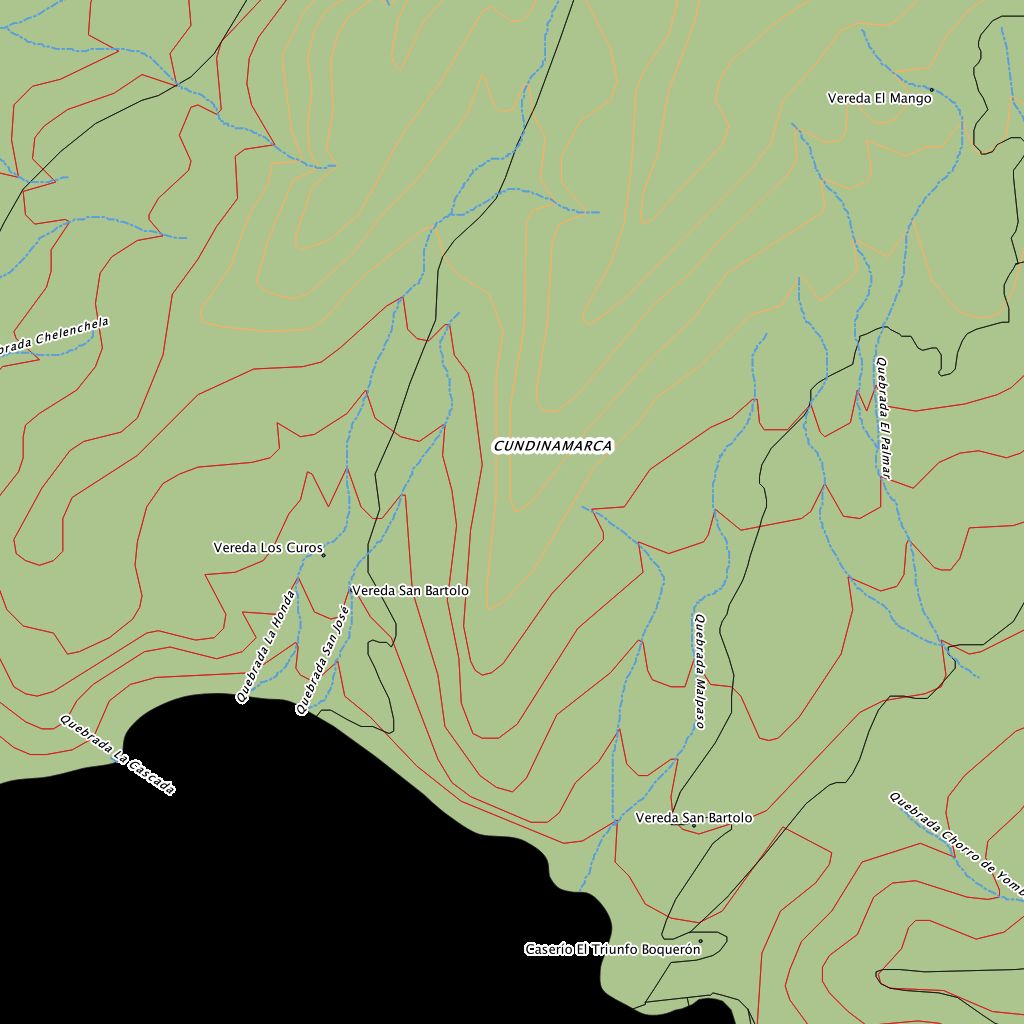 Vereda El Mango
brada Chelenchela
Quebrada El Palmar
CUNDINAMARCA
Vereda Los Curos
Vereda San Bartolo
Quebrada La Honda
Quebrada San José
Quebrada Malpaso
Quebrada La Cascada
Vereda San Bartolo
Quebrada Chorro de Yomb
Caserío El Triunfo Boquerón